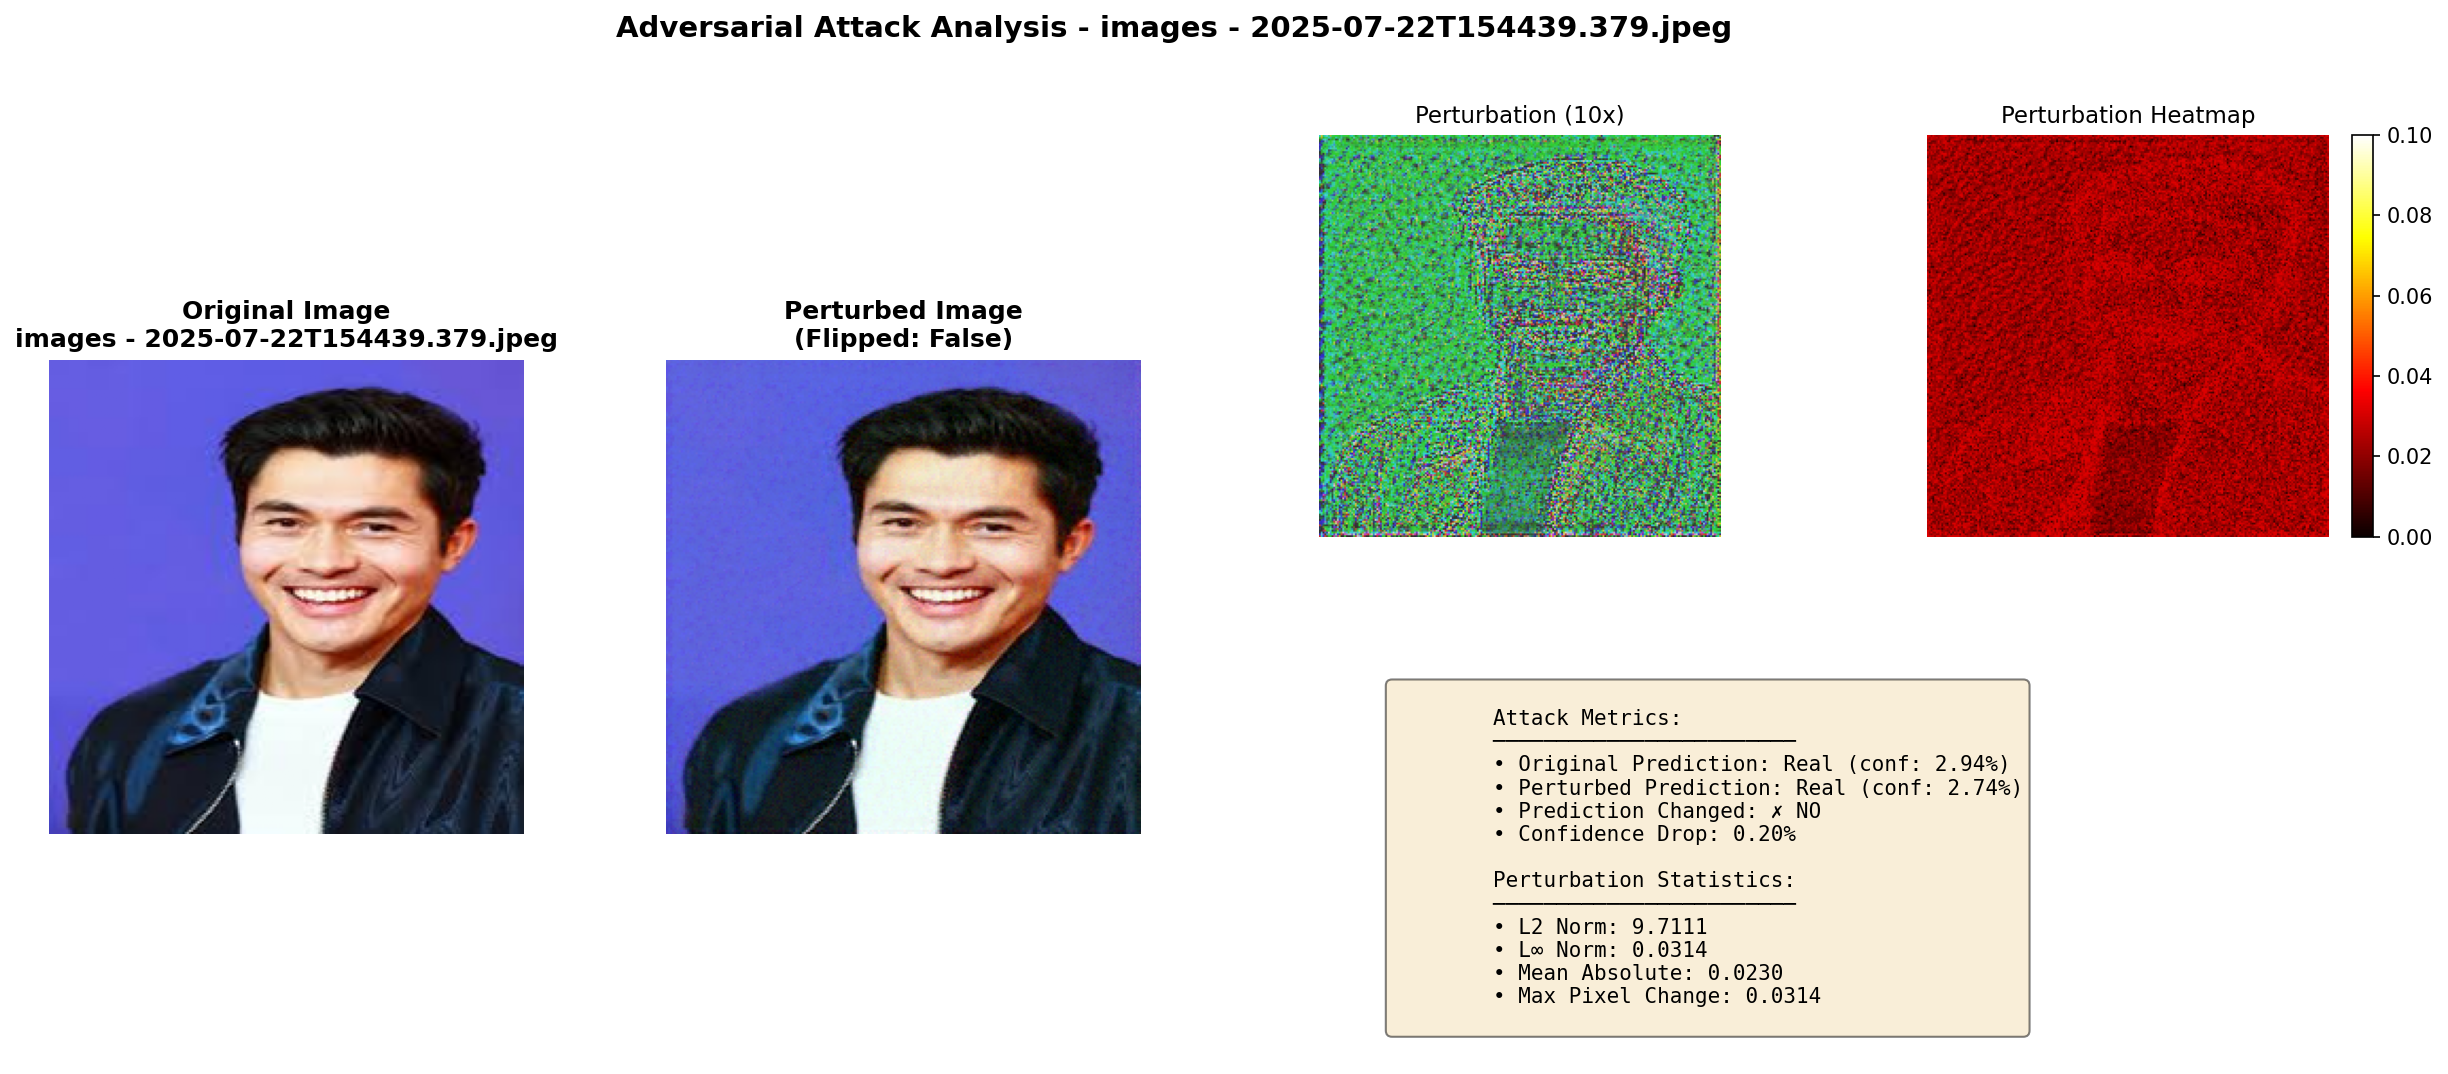 Adversarial Attack Analysis - images - 2025-07-22T154439.379.jpeg
Original Image
images - 2025-07-22T154439.379.jpeg
Perturbed Image
(Flipped: False)
Perturbation (10x)
Perturbation Heatmap
0.10
0.08
0.06
0.04
0.02
0.00
Attack Metrics:
• Original Prediction: Real (conf: 2.94%)
• Perturbed Prediction: Real (conf: 2.74%)
• Prediction Changed: ✗ NO
• Confidence Drop: 0.20%
Perturbation Statistics:
• L2 Norm: 9.7111
• L∞ Norm: 0.0314
• Mean Absolute: 0.0230
• Max Pixel Change: 0.0314